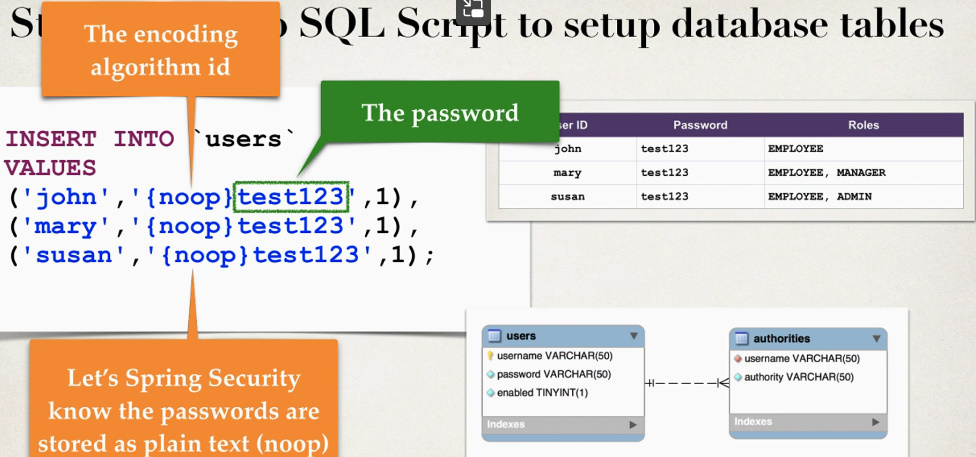 SQL Script to setup database tables
The encoding
algorithm id
The password
INSERT INTO `users`
VALUES
('john','{noop}test123',1),
('mary','{noop}test123',1),
('susan','{noop}test123',1);
Let's Spring Security
know the passwords are
stored as plain text (noop)
ser ID Password Roles
john test123 EMPLOYEE
mary test123 EMPLOYEE, MANAGER
susan test123 EMPLOYEE, ADMIN
users
username VARCHAR(50)
password VARCHAR(50)
enabled TINYINT(1)
Indexes
authorities
username VARCHAR(50)
authority VARCHAR(50)
Indexes